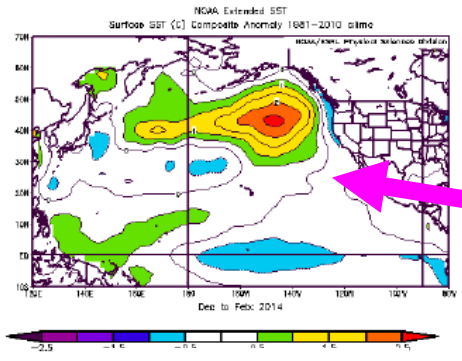 NOAA Extended SST
Surface SST (C) Composite Anomaly 1981-2010 climo
NOAA/ESRL Physical Sciences Division
70N
60N
50N
40N
30N
20N
10N
EQ
10S
120E 140E 160E 180 160W 140W 120W 100W 80W
Dec to Feb: 2014
-2.5 -1.5 -0.5 0.5 1.5 2.5